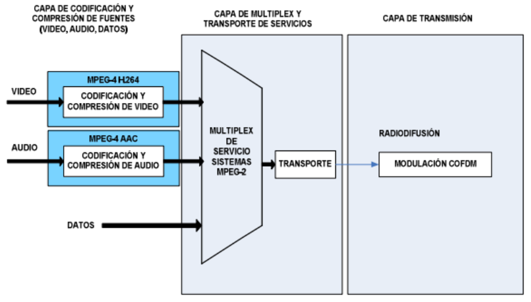 CAPA DE CODIFICACIÓN Y
COMPRESIÓN DE FUENTES
(VIDEO, AUDIO, DATOS)
CAPA DE MULTIPLEX Y
TRANSPORTE DE SERVICIOS
CAPA DE TRANSMISIÓN
VIDEO
MPEG-4 H.264
CODIFICACIÓN Y
COMPRESIÓN DE VIDEO
AUDIO
MPEG-4 AAC
CODIFICACIÓN Y
COMPRESIÓN DE AUDIO
DATOS
MULTIPLEX
DE
SERVICIO
SISTEMAS
MPEG-2
TRANSPORTE
RADIODIFUSIÓN
MODULACIÓN COFDM